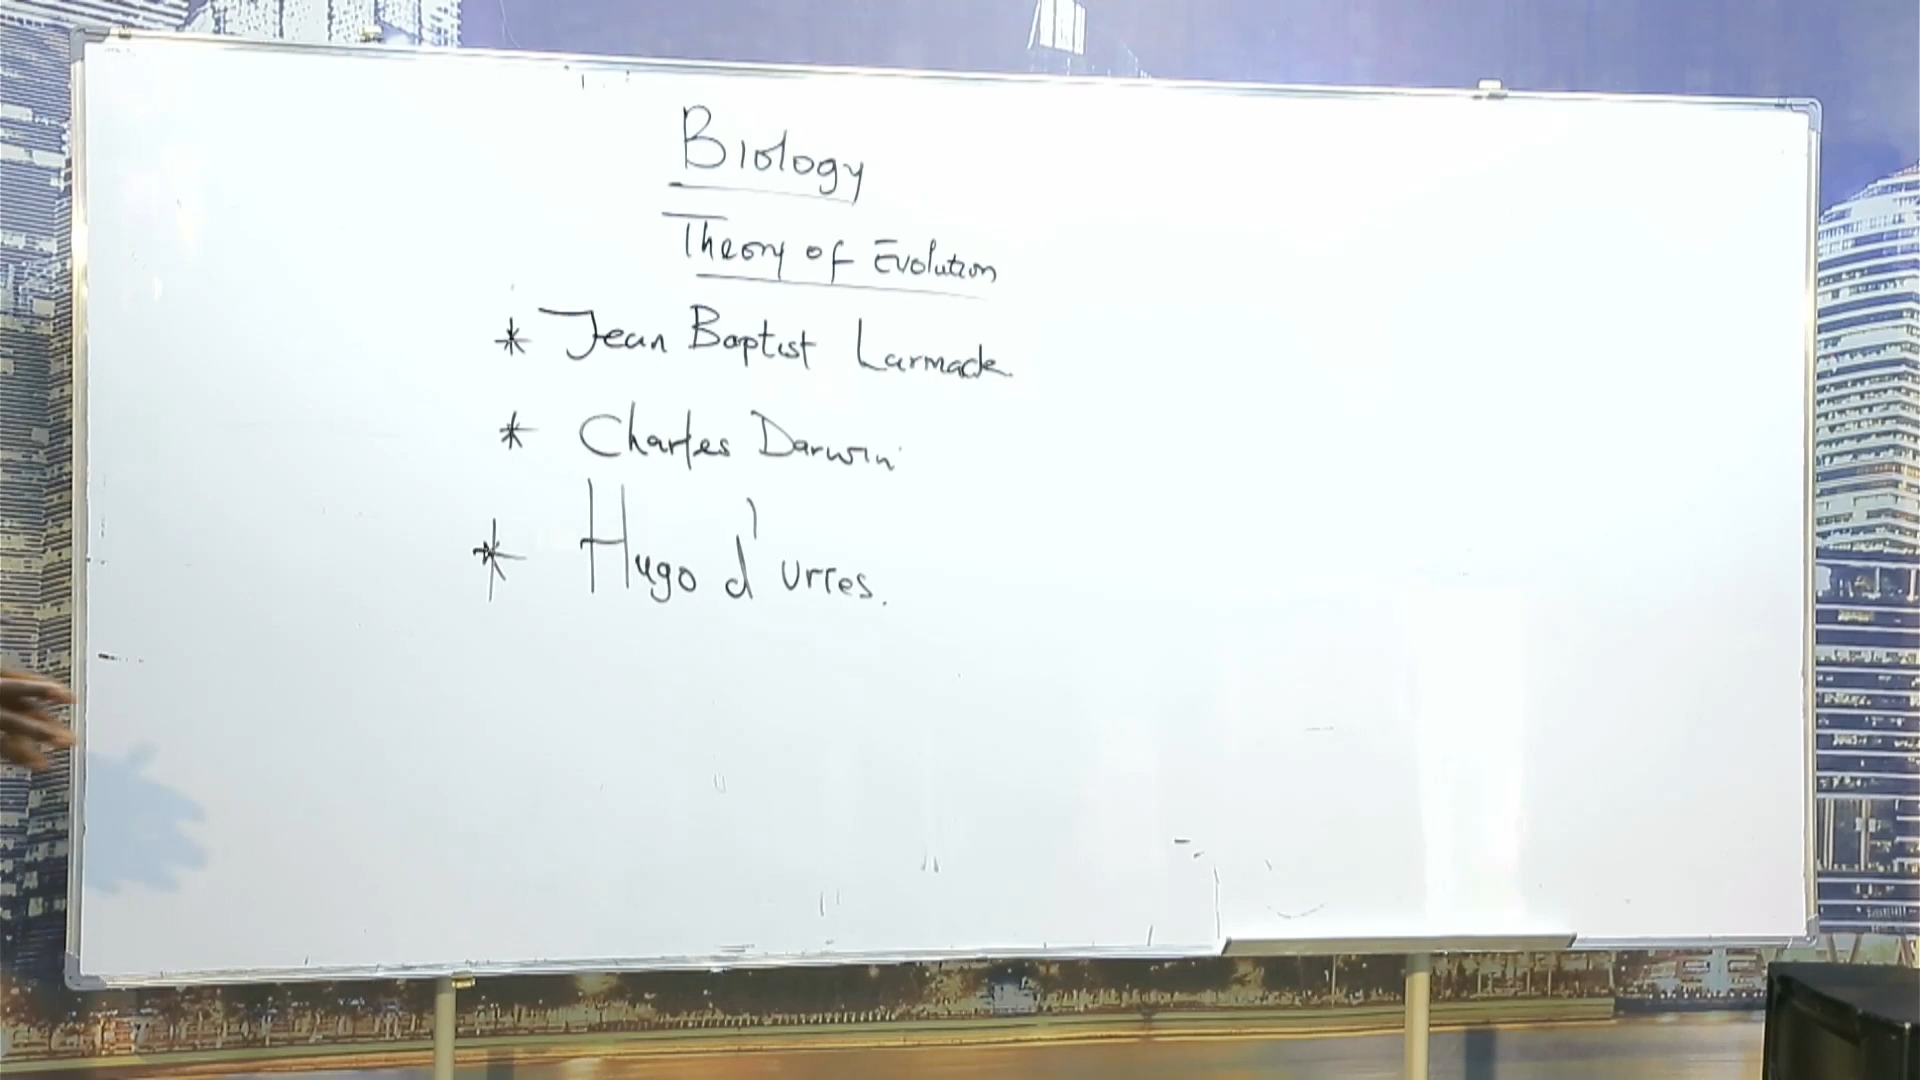 Biology
Theory of Evolution
* Jean Baptist Larmack
* Charles Darwin
* Hugo d' urres.